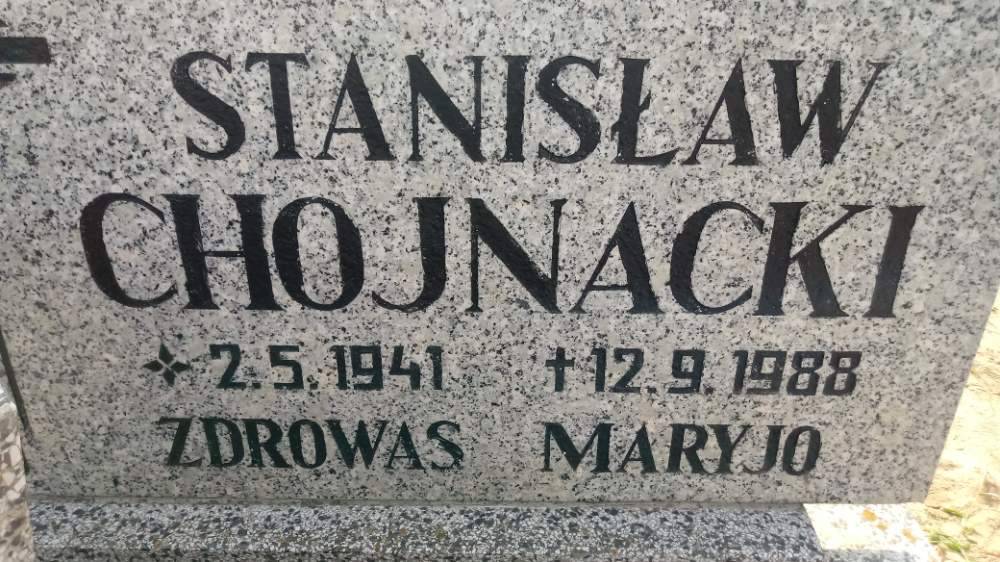 STANISŁAW
CHOJNACKI
2.5.1941 †12.9.1988
ZDROWAS MARYJO